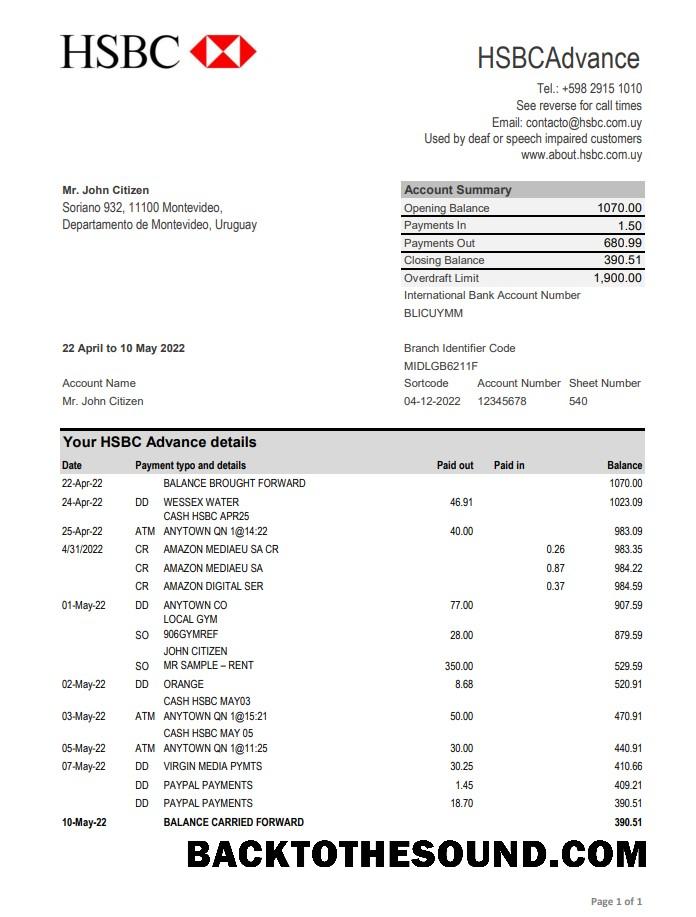 HSBC
HSBCAdvance
Tel.: +598 2915 1010
See reverse for call times
Email: contacto@hsbc.com.uy
Used by deaf or speech impaired customers
www.about.hsbc.com.uy
Mr. John Citizen
Soriano 932, 11100 Montevideo,
Departamento de Montevideo, Uruguay
Account Summary
Opening Balance 1070.00
Payments In 1.50
Payments Out 680.99
Closing Balance 390.51
Overdraft Limit 1,900.00
International Bank Account Number
BLICUYMM
22 April to 10 May 2022
Branch Identifier Code
MIDLGB6211F
Account Name Sortcode Account Number Sheet Number
Mr. John Citizen 04-12-2022 12345678 540
Your HSBC Advance details
Date Payment typo and details Paid out Paid in Balance
22-Apr-22 BALANCE BROUGHT FORWARD 1070.00
24-Apr-22 DD WESSEX WATER 46.91 1023.09
CASH HSBC APR25
25-Apr-22 ATM ANYTOWN QN 1@14:22 40.00 983.09
4/31/2022 CR AMAZON MEDIAEU SA CR 0.26 983.35
CR AMAZON MEDIAEU SA 0.87 984.22
CR AMAZON DIGITAL SER 0.37 984.59
01-May-22 DD ANYTOWN CO 77.00 907.59
LOCAL GYM
SO 906GYMREF 28.00 879.59
JOHN CITIZEN
SO MR SAMPLE – RENT 350.00 529.59
02-May-22 DD ORANGE 8.68 520.91
CASH HSBC MAY03
03-May-22 ATM ANYTOWN QN 1@15:21 50.00 470.91
CASH HSBC MAY 05
05-May-22 ATM ANYTOWN QN 1@11:25 30.00 440.91
07-May-22 DD VIRGIN MEDIA PYMTS 30.25 410.66
DD PAYPAL PAYMENTS 1.45 409.21
DD PAYPAL PAYMENTS 18.70 390.51
10-May-22 BALANCE CARRIED FORWARD 390.51
BACKTOTHESOUND.COM
Page 1 of 1